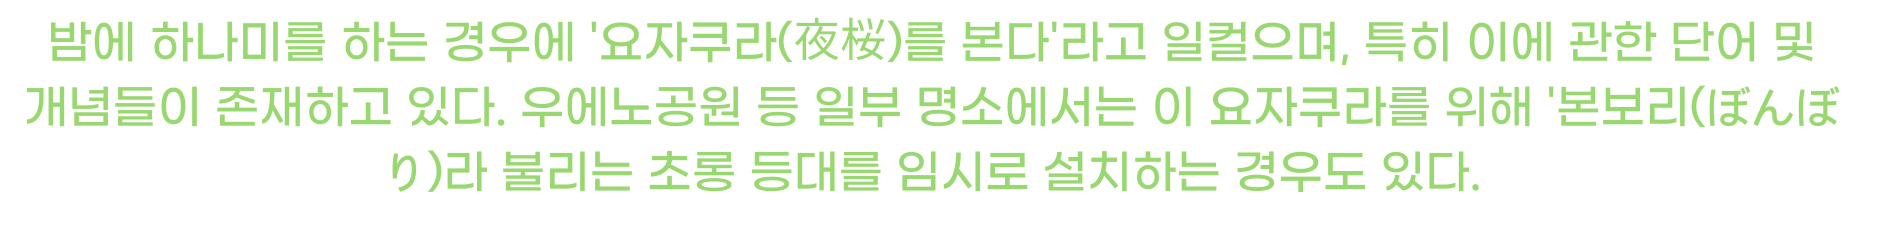 밤에 하나미를 하는 경우에 '요자쿠라(夜桜)를 본다'라고 일컬으며, 특히 이에 관한 단어 및
개념들이 존재하고 있다. 우에노공원 등 일부 명소에서는 이 요자쿠라를 위해 '본보리(ぼんぼ
り)라 불리는 초롱 등대를 임시로 설치하는 경우도 있다.